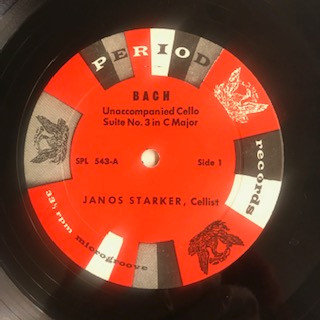 PERIOD
BACH
Unaccompanied Cello
Suite No. 3 in C Major
SPL 543-A
Side 1
records
JANOS STARKER, Cellist
33⅓ rpm microgroove